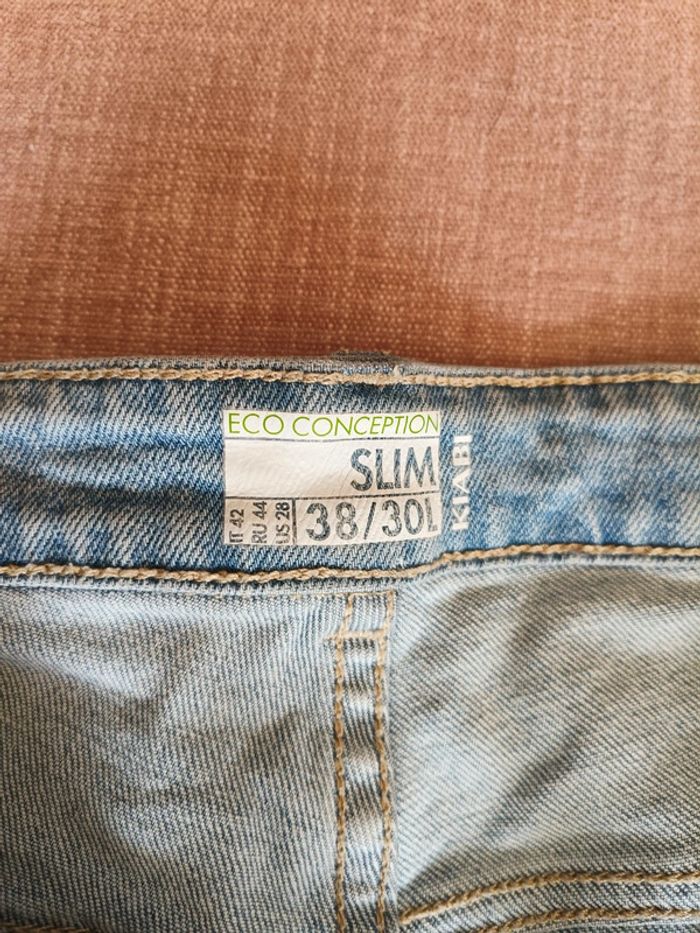 ECO CONCEPTION
SLIM
IT 42
RU 44
US 28
38/30L
KIABI